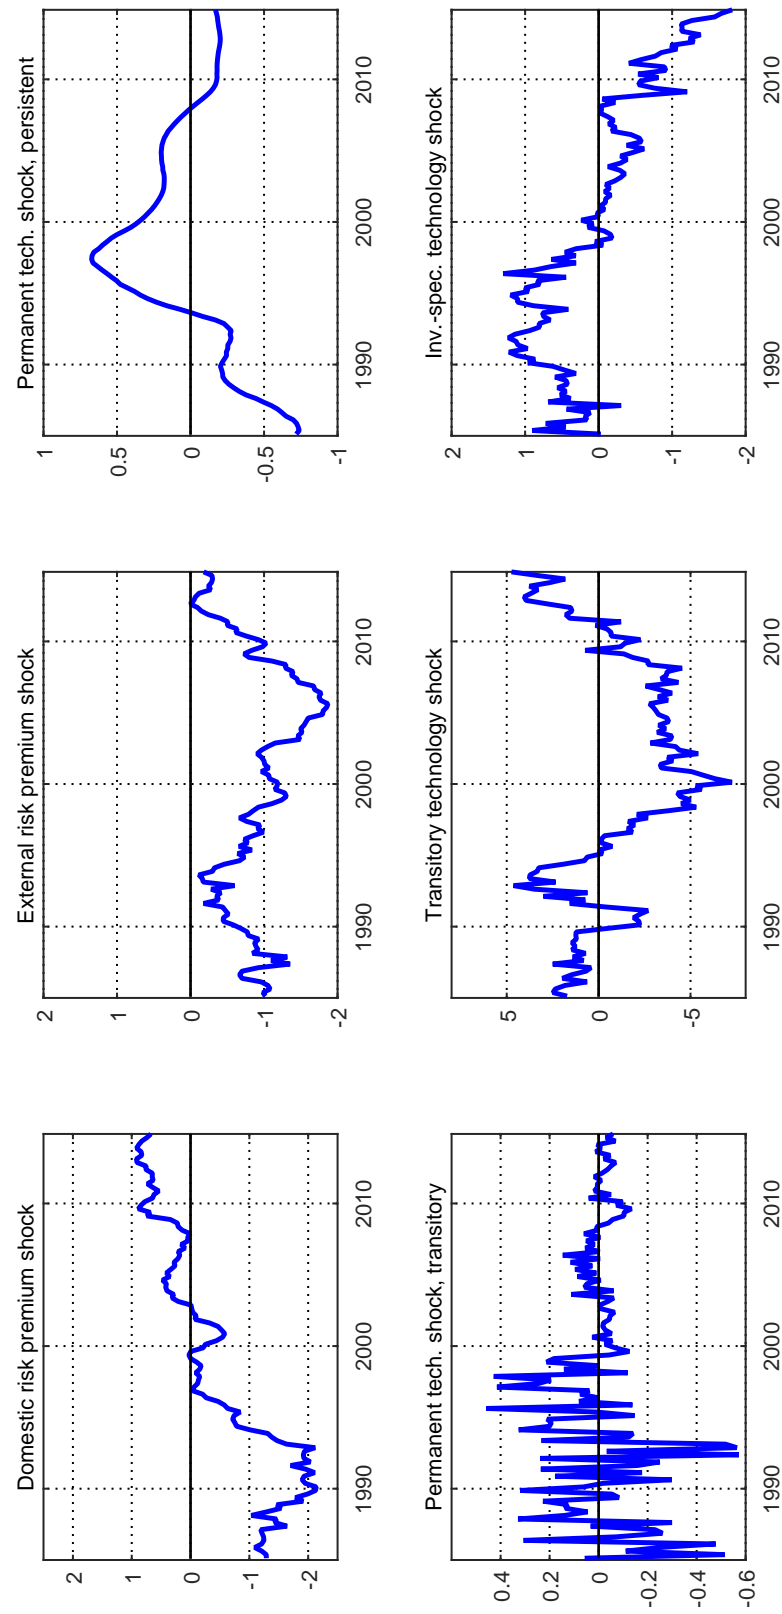 Domestic risk premium shock
2
1
0
-1
-2
1990 2000 2010
External risk premium shock
2
1
0
-1
-2
1990 2000 2010
Permanent tech. shock, persistent
1
0.5
0
-0.5
-1
1990 2000 2010
Permanent tech. shock, transitory
0.4
0.2
0
-0.2
-0.4
-0.6
1990 2000 2010
Transitory technology shock
5
0
-5
1990 2000 2010
Inv.-spec. technology shock
2
1
0
-1
-2
1990 2000 2010